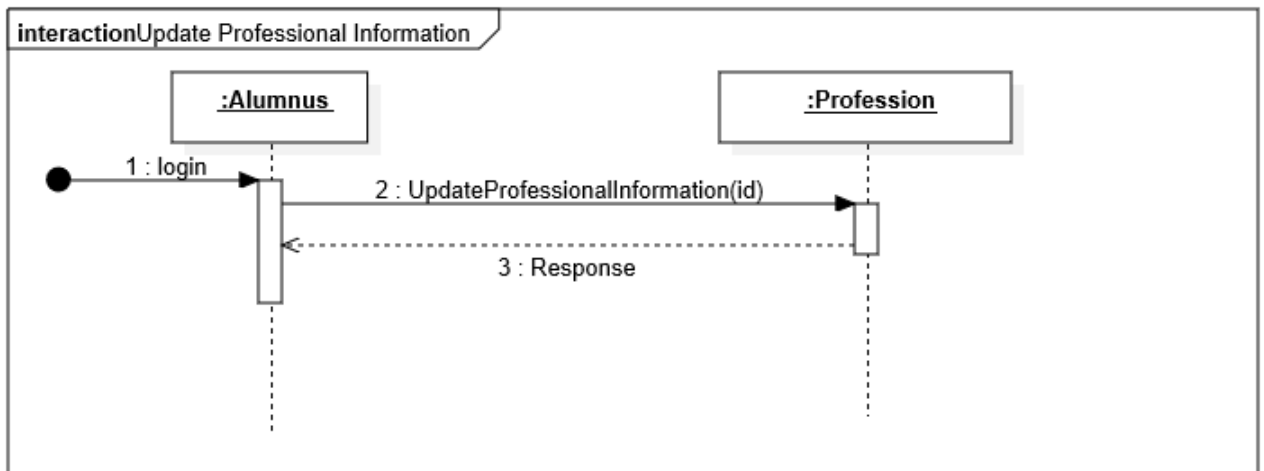 interactionUpdate Professional Information
:Alumnus
:Profession
1 : login
2 : UpdateProfessionalInformation(id)
3 : Response